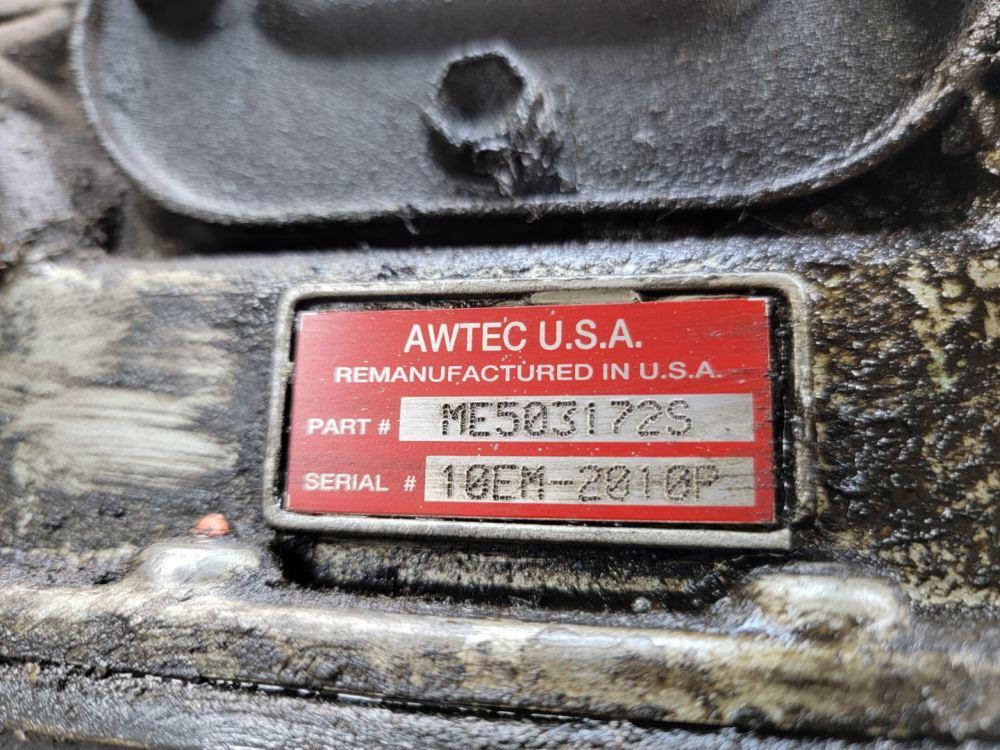 AWTEC U.S.A.
REMANUFACTURED IN U.S.A.
PART # ME503172S
SERIAL # 10EM-2010P